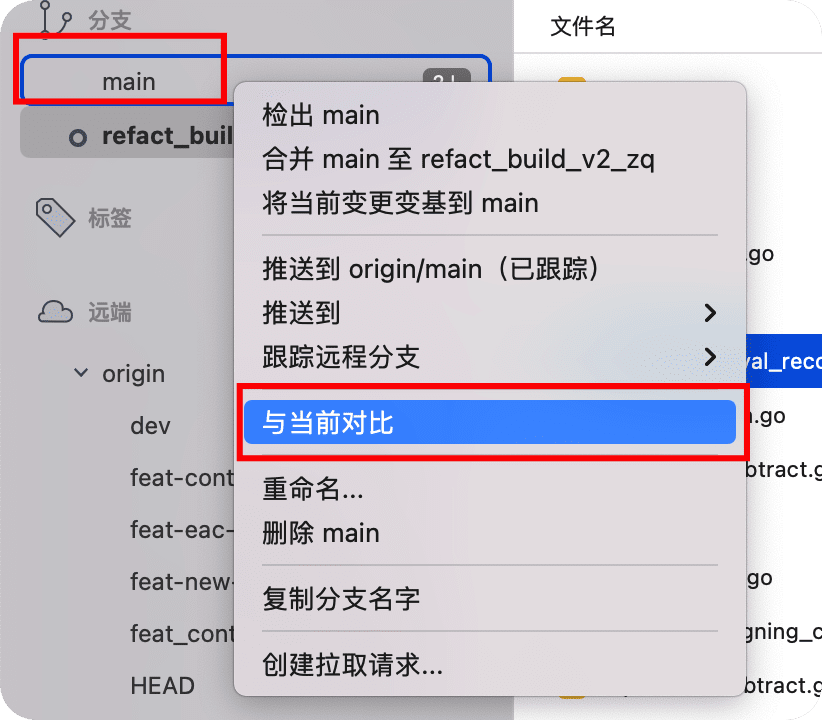 分支
文件名
main
refact_buil
检出 main
合并 main 至 refact_build_v2_zq
将当前变更变基到 main
标签
.go
推送到 origin/main（已跟踪）
远端
推送到
跟踪远程分支
val_reco
origin
与当前对比
.go
dev
btract.g
feat-cont
重命名...
feat-eac-
删除 main
feat-new-
go
复制分支名字
feat_cont
gning_c
创建拉取请求...
HEAD
btract.g